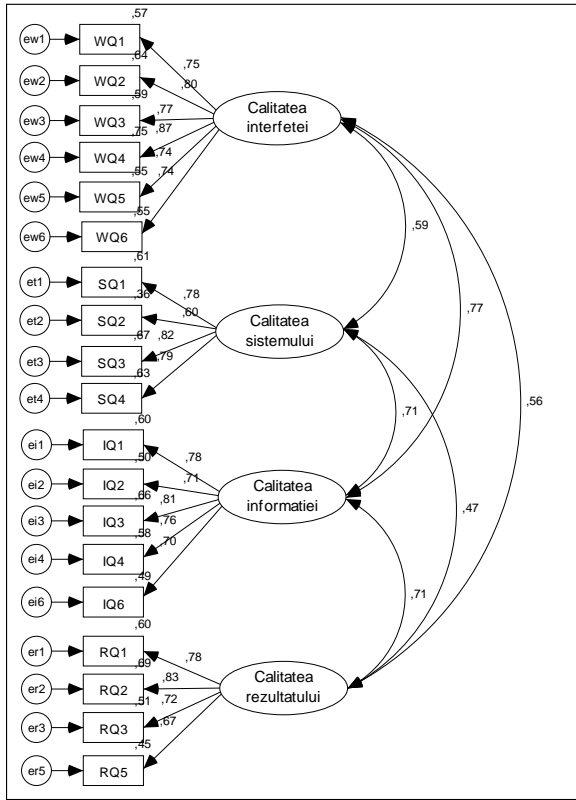 ,57
ew1 WQ1
,64 ,75
ew2 WQ2 ,80
,59
ew3 WQ3 ,77
,75 ,87
ew4 WQ4 ,74
,55 ,74
ew5 WQ5
,55
ew6 WQ6
Calitatea
interfetei
,61
et1 SQ1 ,78
,36 ,60
et2 SQ2
,67 ,82
et3 SQ3 ,79
,63
et4 SQ4
Calitatea
sistemului
,60
ei1 IQ1 ,78
,50
ei2 IQ2 ,71
,66 ,81
ei3 IQ3 ,76
,58 ,70
ei4 IQ4
,49
ei6 IQ6
Calitatea
informatiei
,60
er1 RQ1 ,78
,69
er2 RQ2 ,83
,51 ,72
er3 RQ3 ,67
,45
er5 RQ5
Calitatea
rezultatului
,59
,77
,56
,71
,47
,71